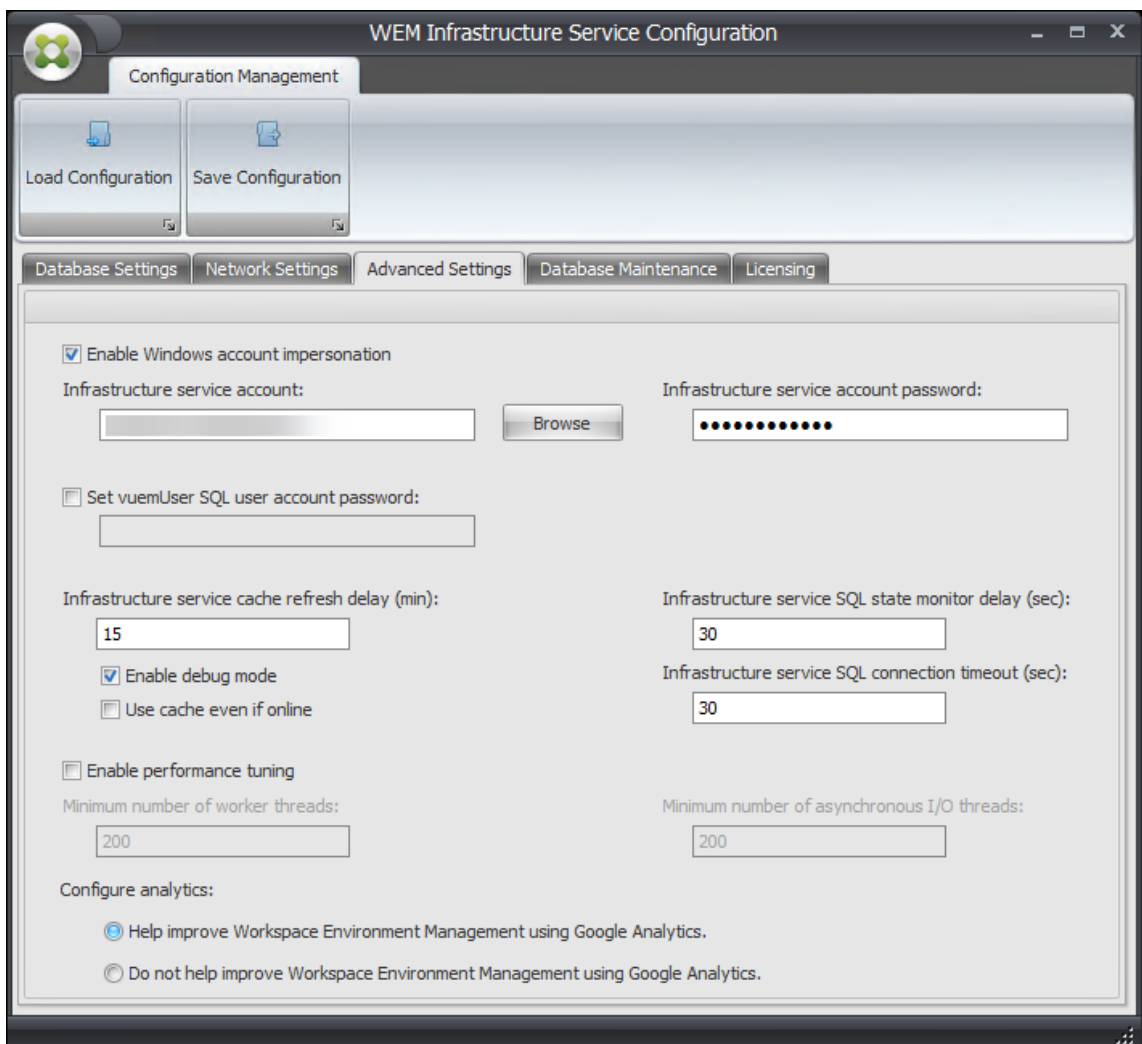 WEM Infrastructure Service Configuration
Configuration Management
Load Configuration
Save Configuration
Database Settings
Network Settings
Advanced Settings
Database Maintenance
Licensing
Enable Windows account impersonation
Infrastructure service account:
Infrastructure service account password:
Browse
••••••••••••
Set vuemUser SQL user account password:
Infrastructure service cache refresh delay (min):
Infrastructure service SQL state monitor delay (sec):
15
30
Enable debug mode
Infrastructure service SQL connection timeout (sec):
Use cache even if online
30
Enable performance tuning
Minimum number of worker threads:
Minimum number of asynchronous I/O threads:
200
200
Configure analytics:
Help improve Workspace Environment Management using Google Analytics.
Do not help improve Workspace Environment Management using Google Analytics.